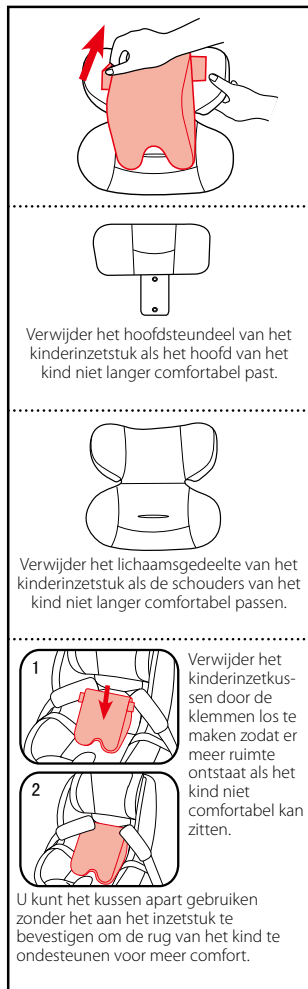 Verwijder het hoofdsteundeel van het
kinderinzetstuk als het hoofd van het
kind niet langer comfortabel past.
Verwijder het lichaamsgedeelte van het
kinderinzetstuk als de schouders van het
kind niet langer comfortabel passen.
1
Verwijder het
kinderinzetkus-
sen door de
klemmen los te
maken zodat er
meer ruimte
ontstaat als het
kind niet
comfortabel kan
zitten.
2
U kunt het kussen apart gebruiken
zonder het aan het inzetstuk te
bevestigen om de rug van het kind te
ondesteunen voor meer comfort.